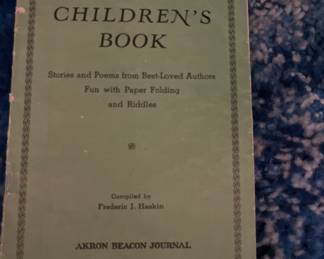 CHILDREN'S
BOOK
Stories and Poems from Best-Loved Authors
Fun with Paper Folding
and Riddles
Compiled by
Frederic J. Haskin
AKRON BEACON JOURNAL